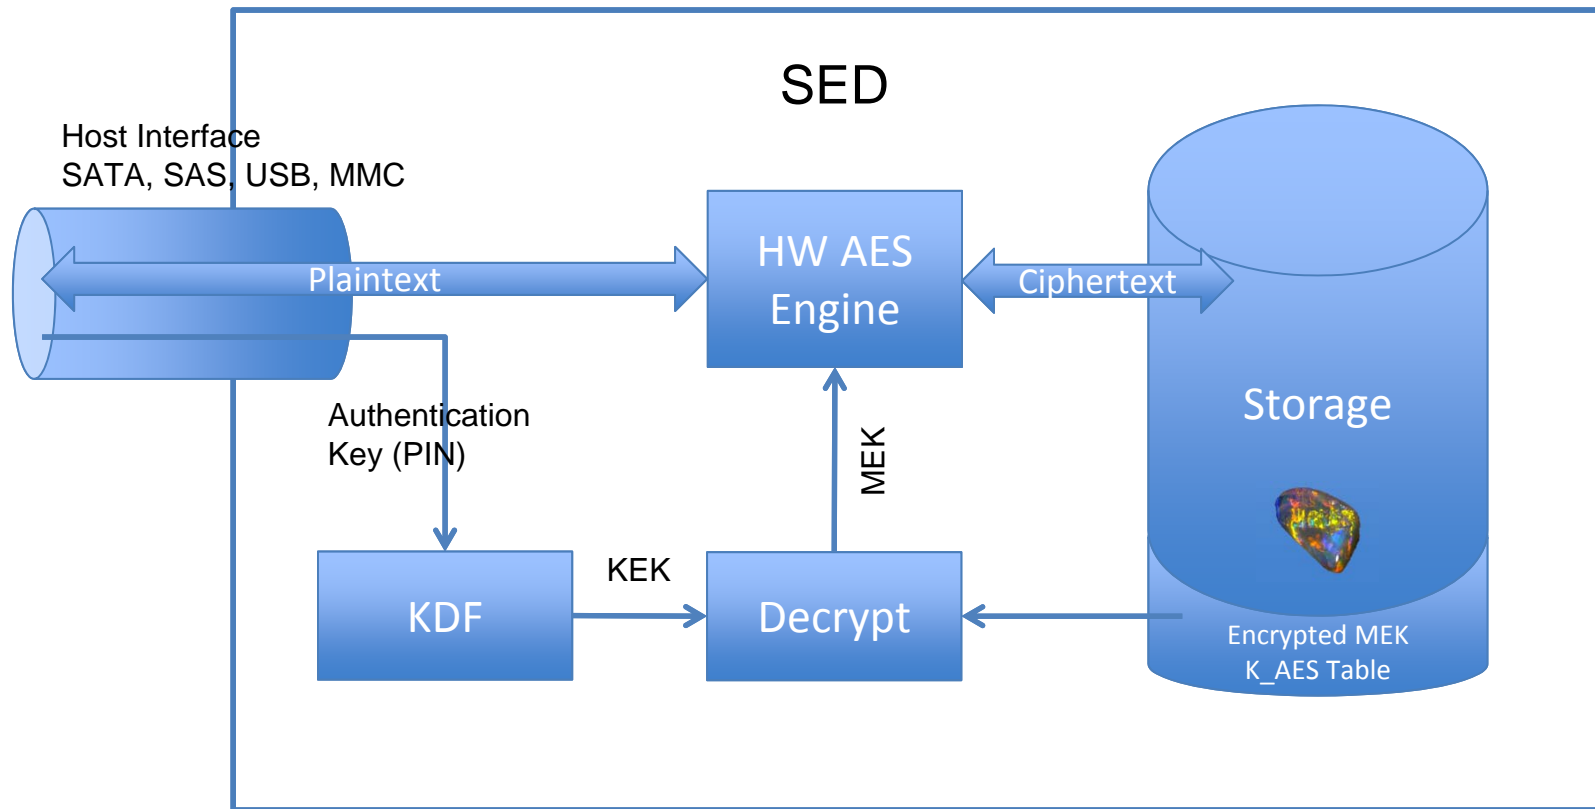 SED
Host Interface
SATA, SAS, USB, MMC
Plaintext
HW AES
Engine
Ciphertext
Storage
Authentication
Key (PIN)
MEK
KEK
KDF
Decrypt
Encrypted MEK
K_AES Table